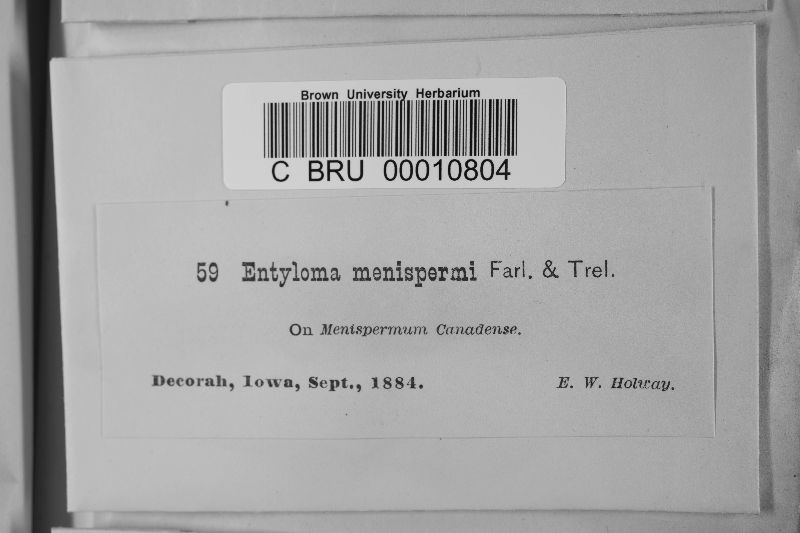 Brown University Herbarium
C BRU 00010804
59 Entyloma menispermi Farl. & Trel.
On Menispermum Canadense.
Decorah, Iowa, Sept., 1884. E. W. Holway.